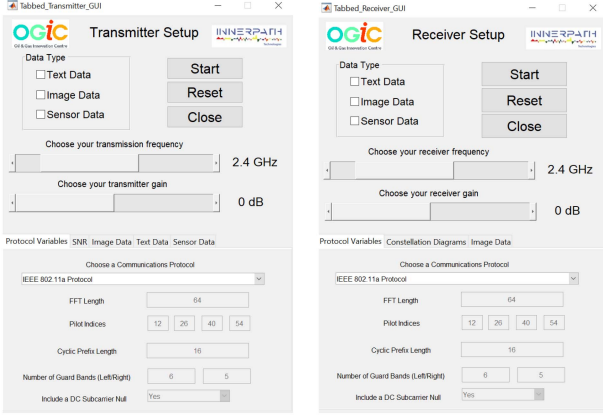 Tabbed_Transmitter_GUI
OGiC
Oil & Gas Innovation Centre
Transmitter Setup
INNERPATH
Technologies
Data Type
Text Data
Image Data
Sensor Data
Start
Reset
Close
Choose your transmission frequency
2.4 GHz
Choose your transmitter gain
0 dB
Protocol Variables SNR Image Data Text Data Sensor Data
Choose a Communications Protocol
IEEE 802.11a Protocol
FFT Length 64
Pilot Indices 12 26 40 54
Cyclic Prefix Length 16
Number of Guard Bands (Left/Right) 6 5
Include a DC Subcarrier Null Yes
Tabbed_Receiver_GUI
OGiC
Oil & Gas Innovation Centre
Receiver Setup
INNERPATH
Technologies
Data Type
Text Data
Image Data
Sensor Data
Start
Reset
Close
Choose your receiver frequency
2.4 GHz
Choose your receiver gain
0 dB
Protocol Variables Constellation Diagrams Image Data
Choose a Communications Protocol
IEEE 802.11a Protocol
FFT Length 64
Pilot Indices 12 26 40 54
Cyclic Prefix Length 16
Number of Guard Bands (Left/Right) 6 5
Include a DC Subcarrier Null Yes